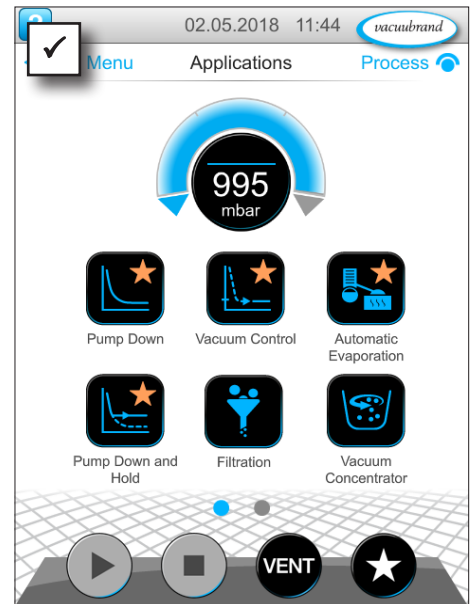 02.05.2018 11:44 vacuubrand
Menu Applications Process
995
mbar
Pump Down Vacuum Control Automatic
Evaporation
Pump Down and
Hold
Filtration Vacuum
Concentrator
VENT